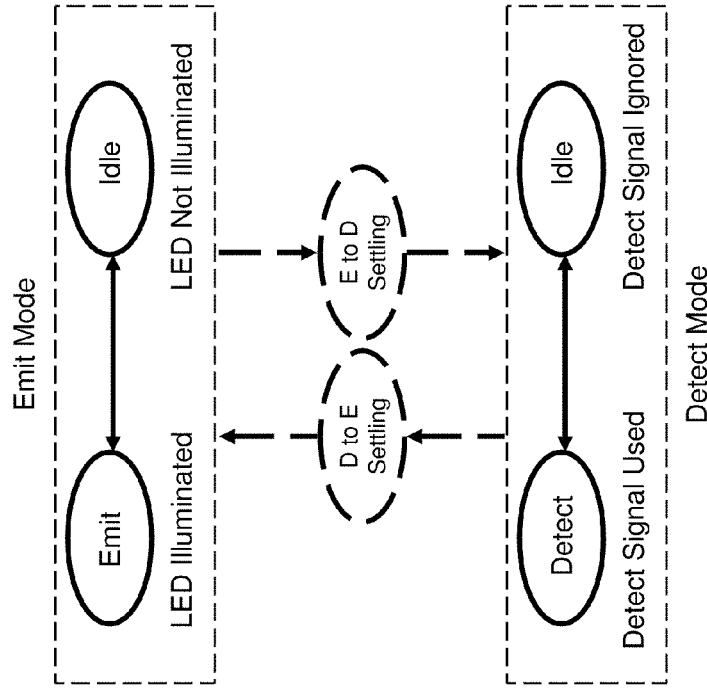 Emit Mode
Emit
Idle
LED Illuminated
LED Not Illuminated
D to E
Settling
E to D
Settling
Detect
Idle
Detect Signal Used
Detect Signal Ignored
Detect Mode